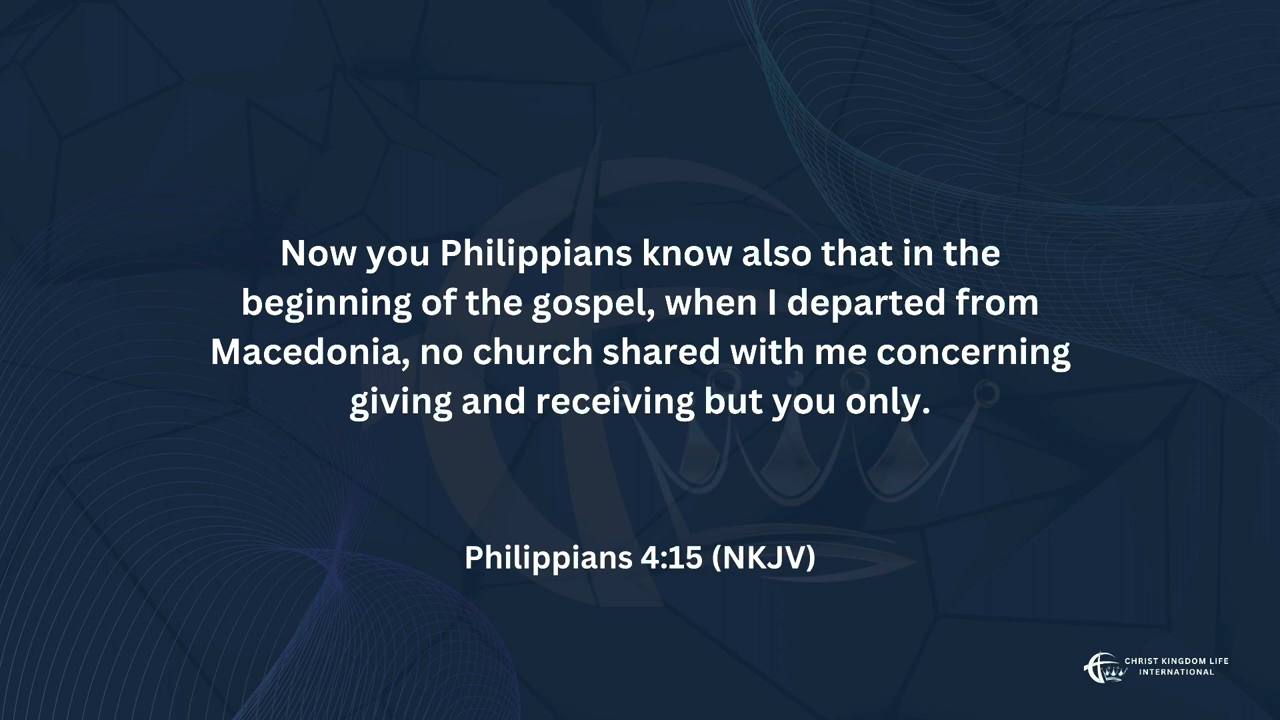 Now you Philippians know also that in the
beginning of the gospel, when I departed from
Macedonia, no church shared with me concerning
giving and receiving but you only.
Philippians 4:15 (NKJV)
CHRIST KINGDOM LIFE
INTERNATIONAL